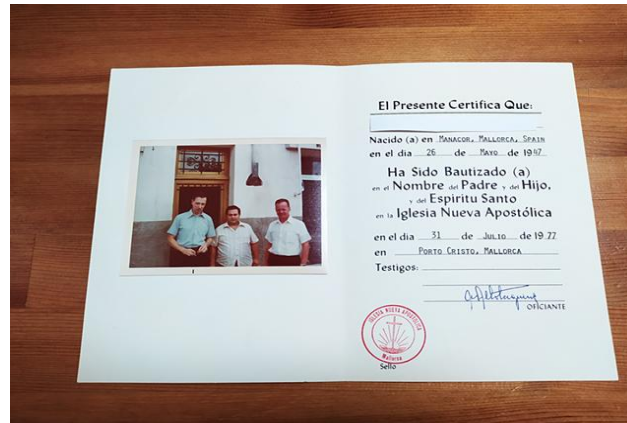 El Presente Certifica Que:
Nacido (a) en MANACOR, MALLORCA, SPAIN
en el dia 26 de MAYO de 1947
Ha Sido Bautizado (a)
en el Nombre del Padre y del Hijo,
y del Espiritu Santo
en la Iglesia Nueva Apostólica
en el dia 31 de JULIO de 1977
en PORTO CRISTO, MALLORCA
Testigos:
OFICIANTE
IGLESIA NUEVA APOSTÓLICA
Mallorca
Sello